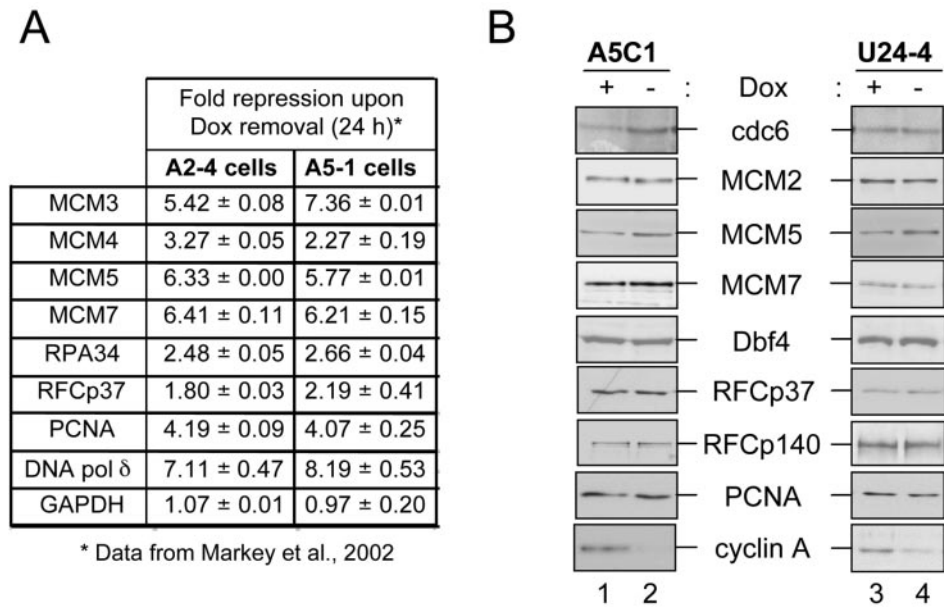 A
Fold repression upon
Dox removal (24 h)*
A2-4 cells A5-1 cells
MCM3 5.42 ± 0.08 7.36 ± 0.01
MCM4 3.27 ± 0.05 2.27 ± 0.19
MCM5 6.33 ± 0.00 5.77 ± 0.01
MCM7 6.41 ± 0.11 6.21 ± 0.15
RPA34 2.48 ± 0.05 2.66 ± 0.04
RFCp37 1.80 ± 0.03 2.19 ± 0.41
PCNA 4.19 ± 0.09 4.07 ± 0.25
DNA pol δ 7.11 ± 0.47 8.19 ± 0.53
GAPDH 1.07 ± 0.01 0.97 ± 0.20
* Data from Markey et al., 2002
B
A5C1 U24-4
+ - : Dox : + -
cdc6
MCM2
MCM5
MCM7
Dbf4
RFCp37
RFCp140
PCNA
cyclin A
1 2 3 4